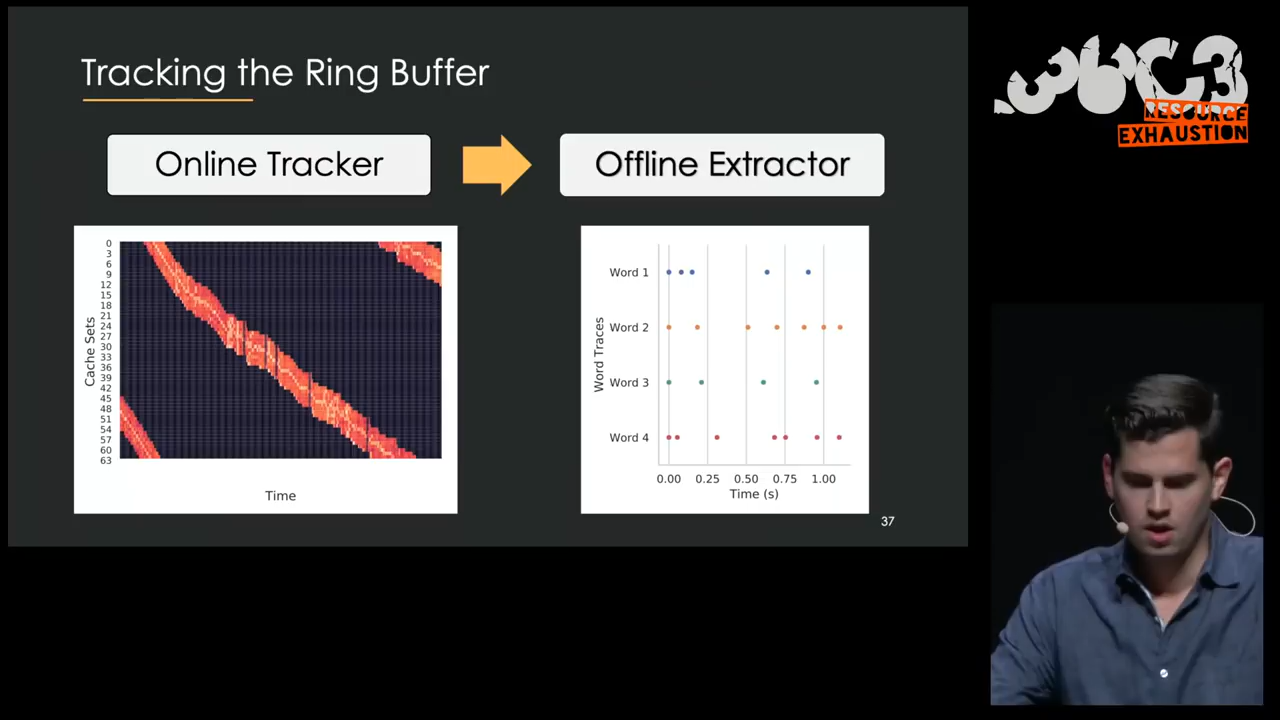 Tracking the Ring Buffer
Online Tracker
Offline Extractor
Cache Sets
0
3
6
9
12
15
18
21
24
27
30
33
36
39
42
45
48
51
54
57
60
63
Time
Word Traces
Word 1
Word 2
Word 3
Word 4
0.00 0.25 0.50 0.75 1.00
Time (s)
37
36C3
RESOURCE
EXHAUSTION